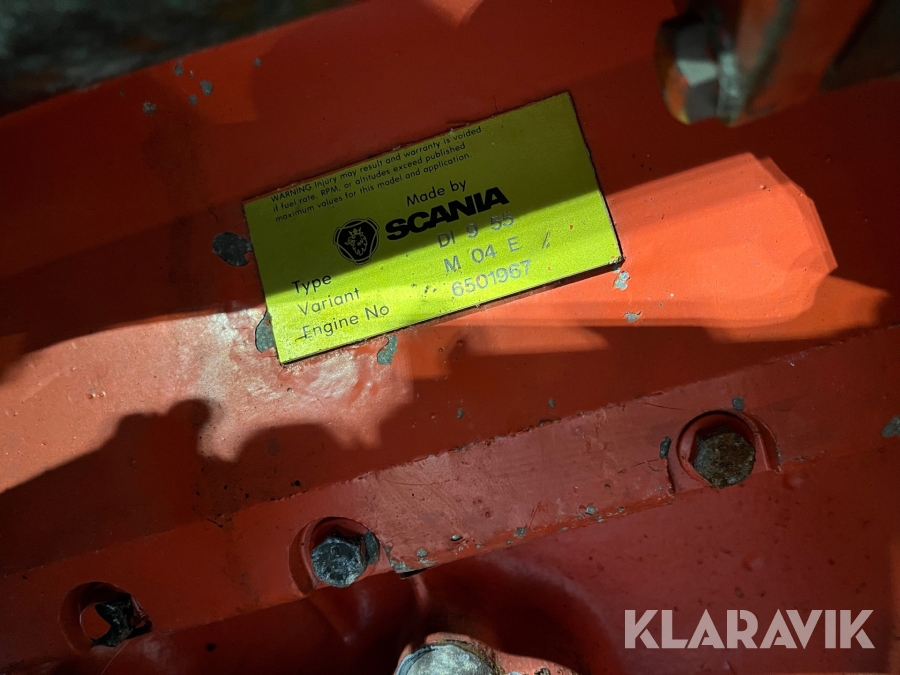 WARNING Injury may result and warranty is voided
if fuel rate. RPM. or altitudes exceed published
maximum values for this model and application.
Made by
SCANIA
Type DI 9 55
Variant M 04 E
Engine No 6501967
KLARAVIK